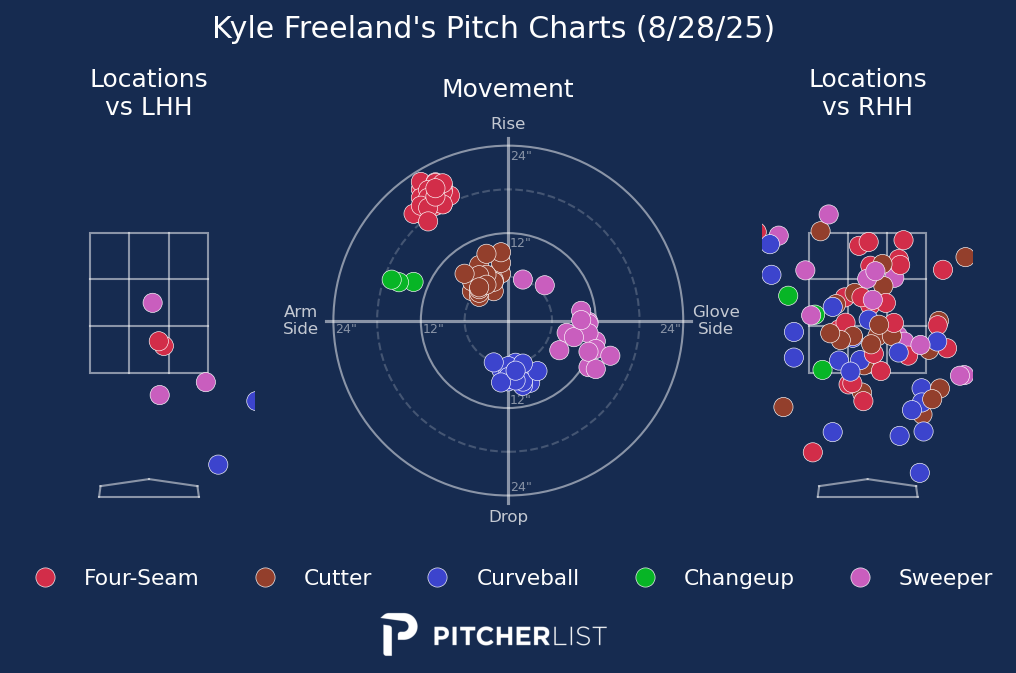 Kyle Freeland's Pitch Charts (8/28/25)
Locations
vs LHH
Movement
Locations
vs RHH
Rise
24"
12"
Arm
Side
24"
12"
24"
Glove
Side
12"
24"
Drop
Four-Seam
Cutter
Curveball
Changeup
Sweeper
PITCHERLIST